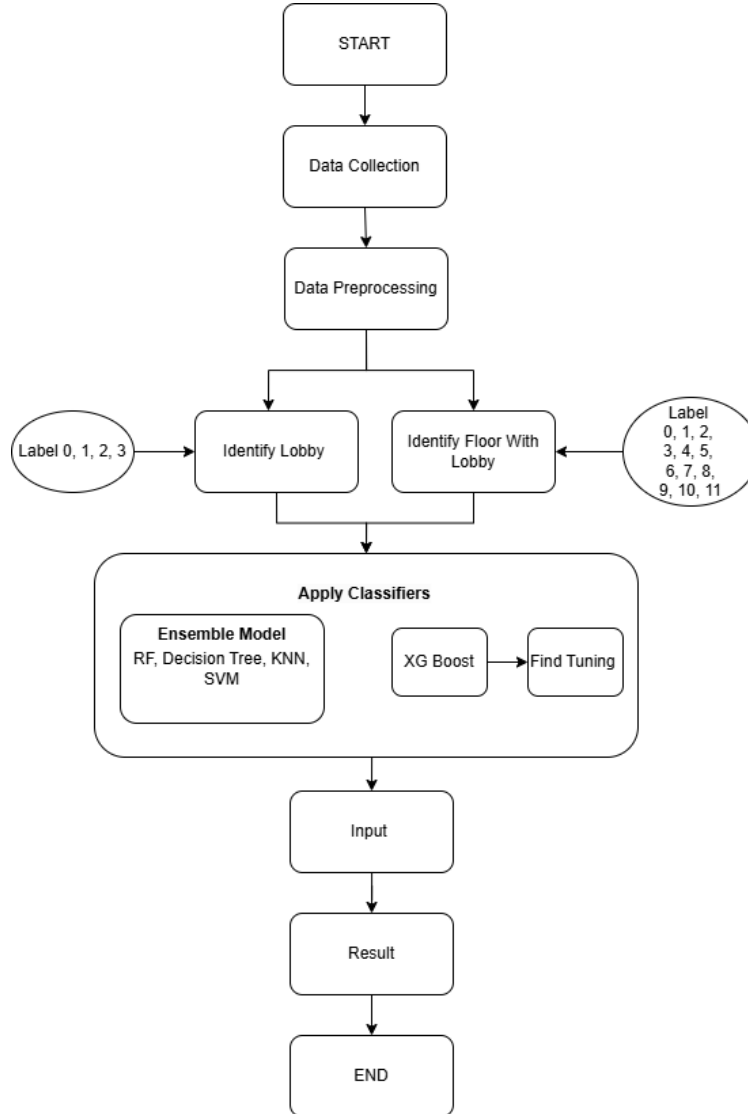 START
Data Collection
Data Preprocessing
Label 0, 1, 2, 3
Identify Lobby
Identify Floor With
Lobby
Label
0, 1, 2,
3, 4, 5,
6, 7, 8,
9, 10, 11
Apply Classifiers
Ensemble Model
RF, Decision Tree, KNN,
SVM
XG Boost
Find Tuning
Input
Result
END